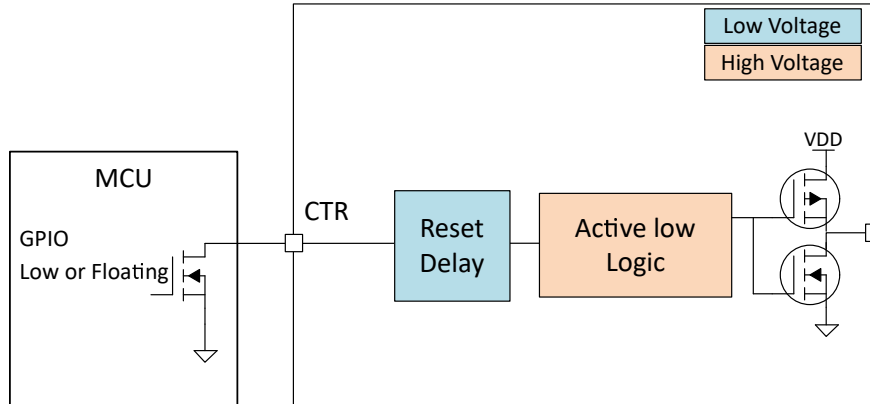 Low Voltage
High Voltage
VDD
MCU
CTR
GPIO
Low or Floating
Reset
Delay
Active low
Logic